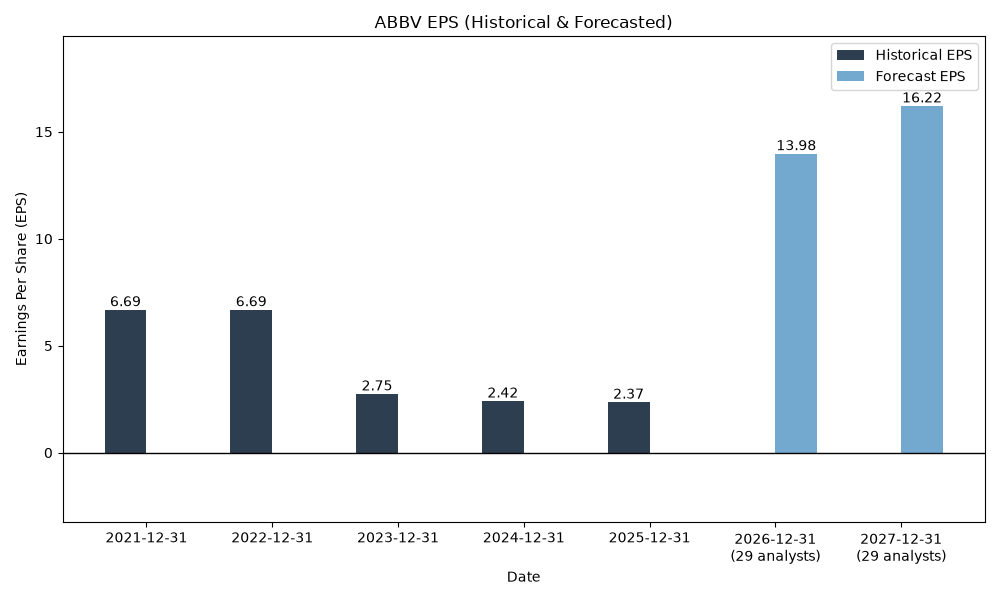 ABBV EPS (Historical & Forecasted)
Historical EPS
Forecast EPS
Earnings Per Share (EPS)
15
10
5
0
6.69
6.69
2.75
2.42
2.37
13.98
16.22
2021-12-31
2022-12-31
2023-12-31
2024-12-31
2025-12-31
2026-12-31
(29 analysts)
2027-12-31
(29 analysts)
Date